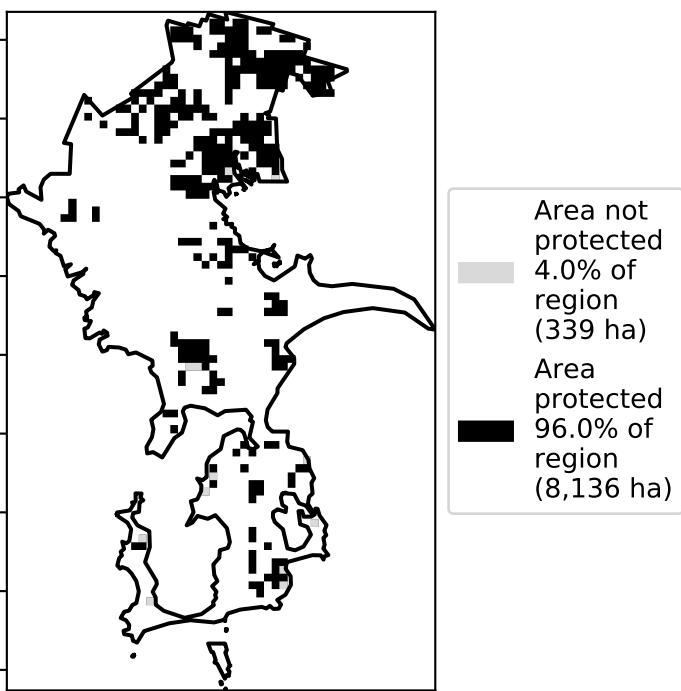 Area not
protected
4.0% of
region
(339 ha)
Area
protected
96.0% of
region
(8,136 ha)